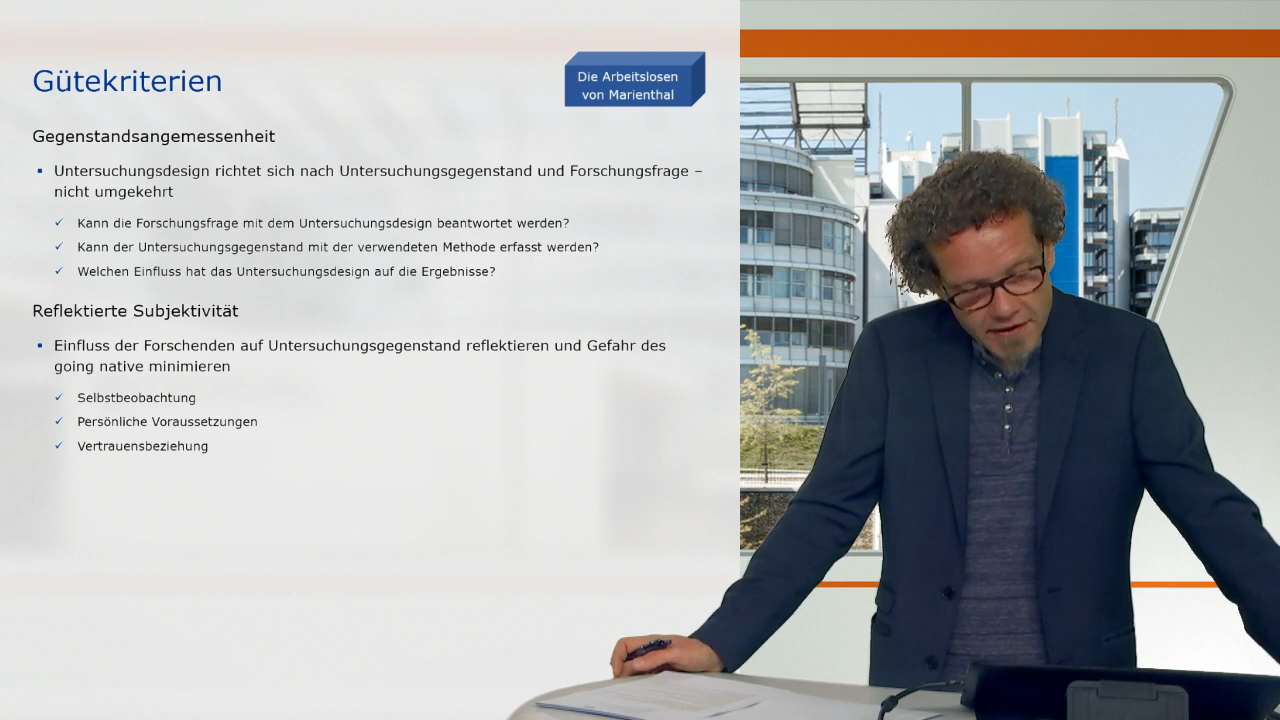 Gütekriterien
Die Arbeitslosen
von Marienthal
Gegenstandsangemessenheit
Untersuchungsdesign richtet sich nach Untersuchungsgegenstand und Forschungsfrage –
nicht umgekehrt
Kann die Forschungsfrage mit dem Untersuchungsdesign beantwortet werden?
Kann der Untersuchungsgegenstand mit der verwendeten Methode erfasst werden?
Welchen Einfluss hat das Untersuchungsdesign auf die Ergebnisse?
Reflektierte Subjektivität
Einfluss der Forschenden auf Untersuchungsgegenstand reflektieren und Gefahr des
going native minimieren
Selbstbeobachtung
Persönliche Voraussetzungen
Vertrauensbeziehung